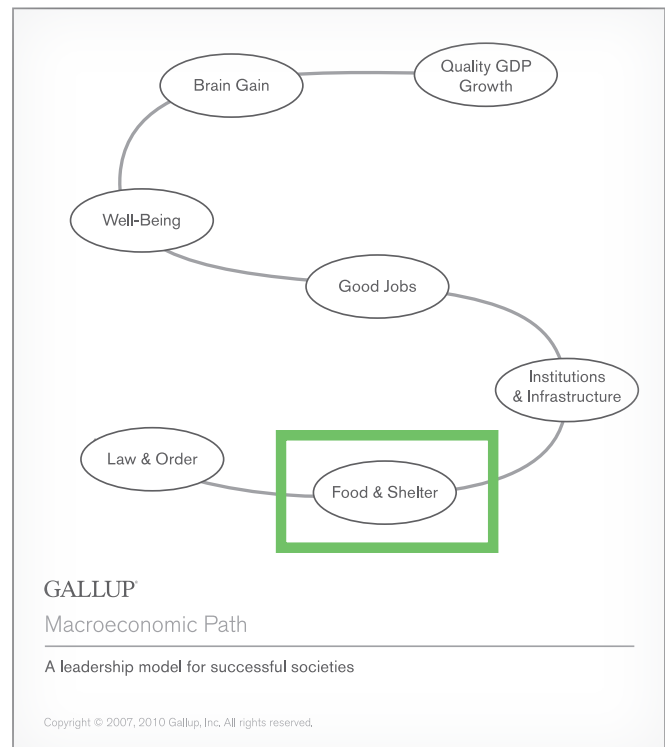 Brain Gain
Quality GDP
Growth
Well-Being
Good Jobs
Institutions
& Infrastructure
Law & Order
Food & Shelter
GALLUP®
Macroeconomic Path
A leadership model for successful societies
Copyright © 2007, 2010 Gallup, Inc. All rights reserved.